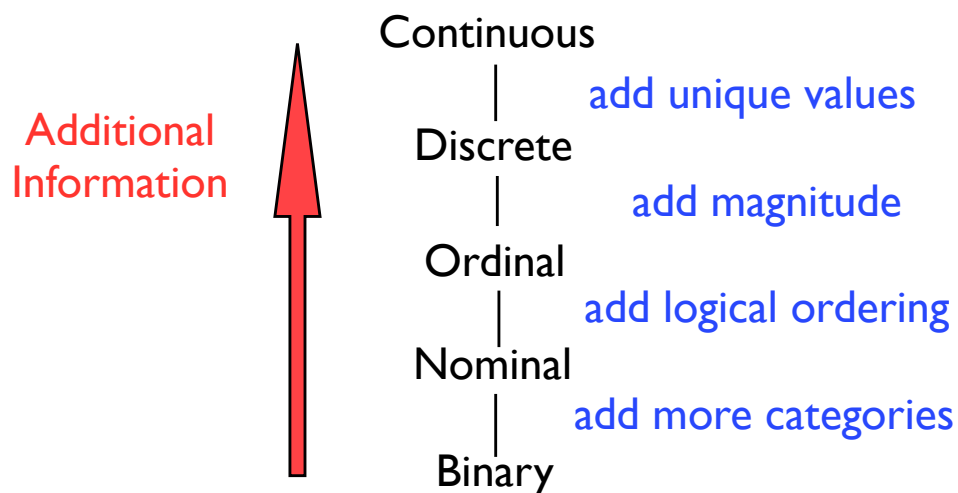 Continuous
add unique values
Additional
Information
Discrete
add magnitude
Ordinal
add logical ordering
Nominal
add more categories
Binary